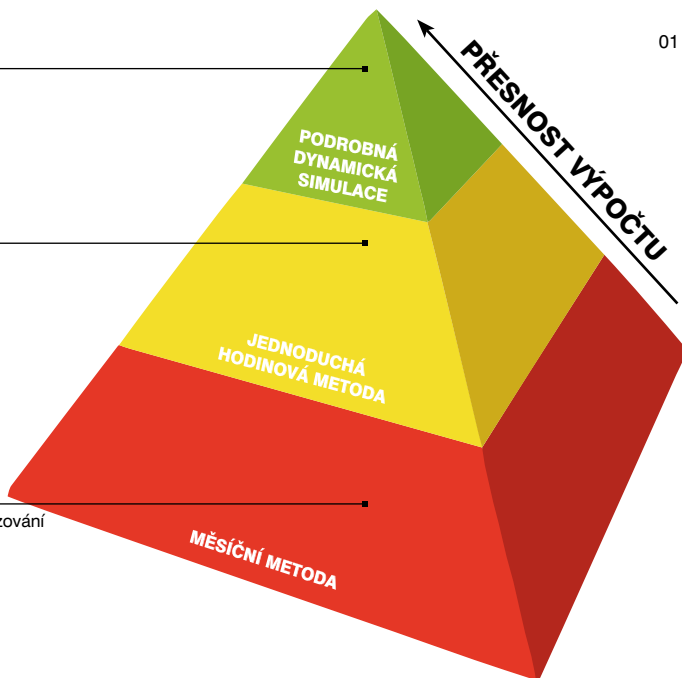 01
PŘESNOST VÝPOČTU
PODROBNÁ
DYNAMICKÁ
SIMULACE
JEDNODUCHÁ
HODINOVÁ METODA
zování
MĚSÍČNÍ METODA